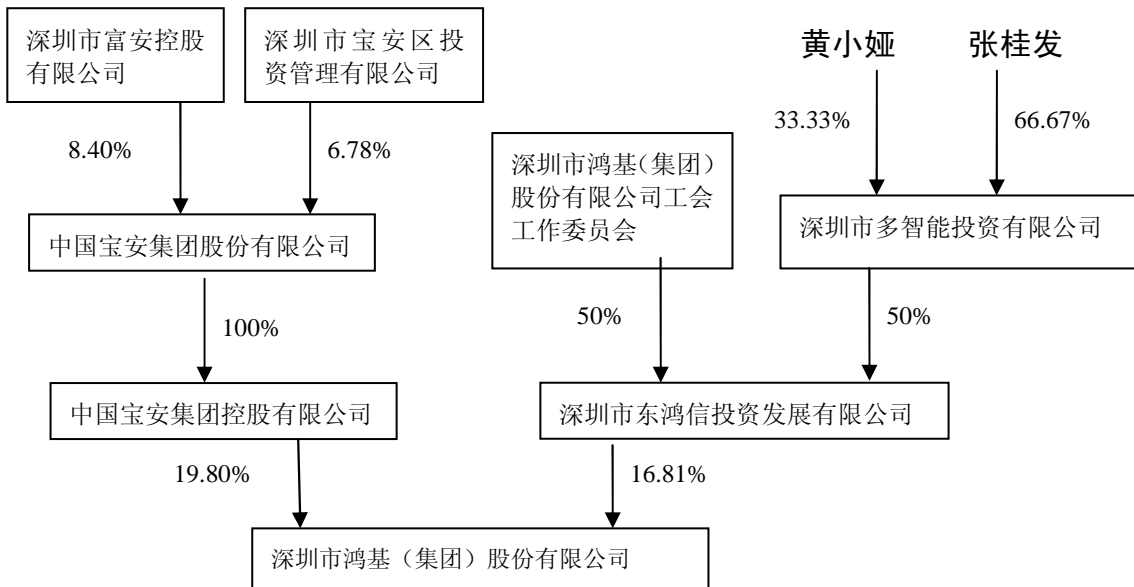 深圳市富安控股
有限公司
深圳市宝安区投
资管理有限公司
黄小娅
张桂发
8.40%
6.78%
33.33%
66.67%
深圳市鸿基（集团）
股份有限公司工会
工作委员会
中国宝安集团股份有限公司
深圳市多智能投资有限公司
100%
50%
50%
中国宝安集团控股有限公司
深圳市东鸿信投资发展有限公司
19.80%
16.81%
深圳市鸿基（集团）股份有限公司